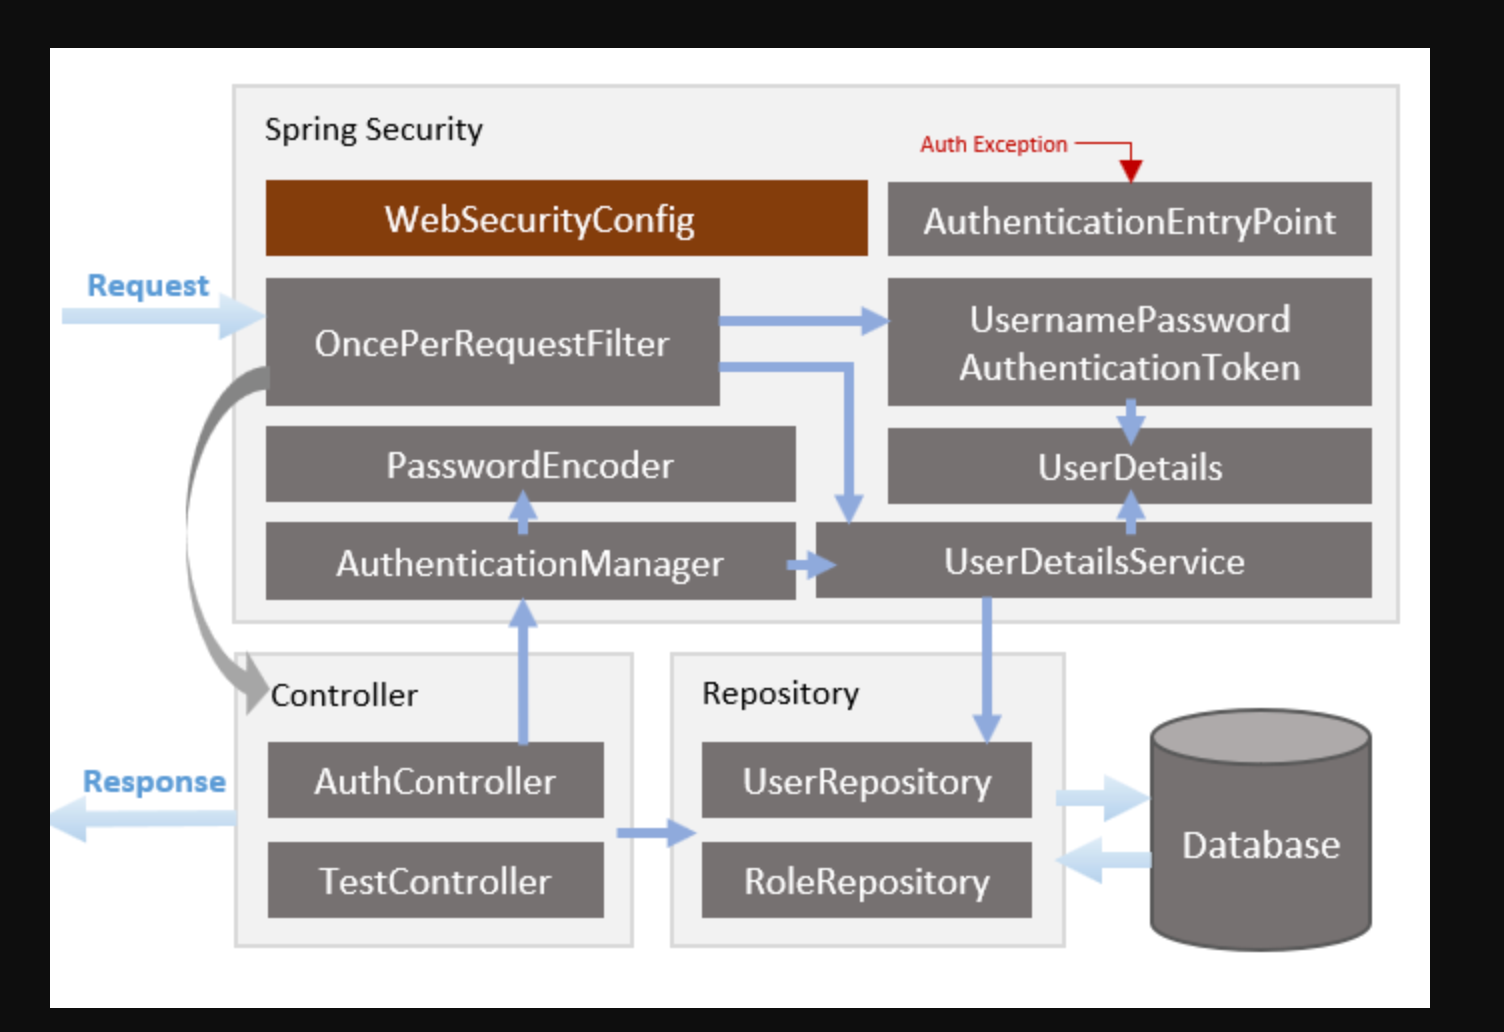 Spring Security
Auth Exception
WebSecurityConfig
AuthenticationEntryPoint
Request
OncePerRequestFilter
UsernamePassword
AuthenticationToken
PasswordEncoder
UserDetails
AuthenticationManager
UserDetailsService
Controller
Repository
Response
AuthController
UserRepository
TestController
RoleRepository
Database